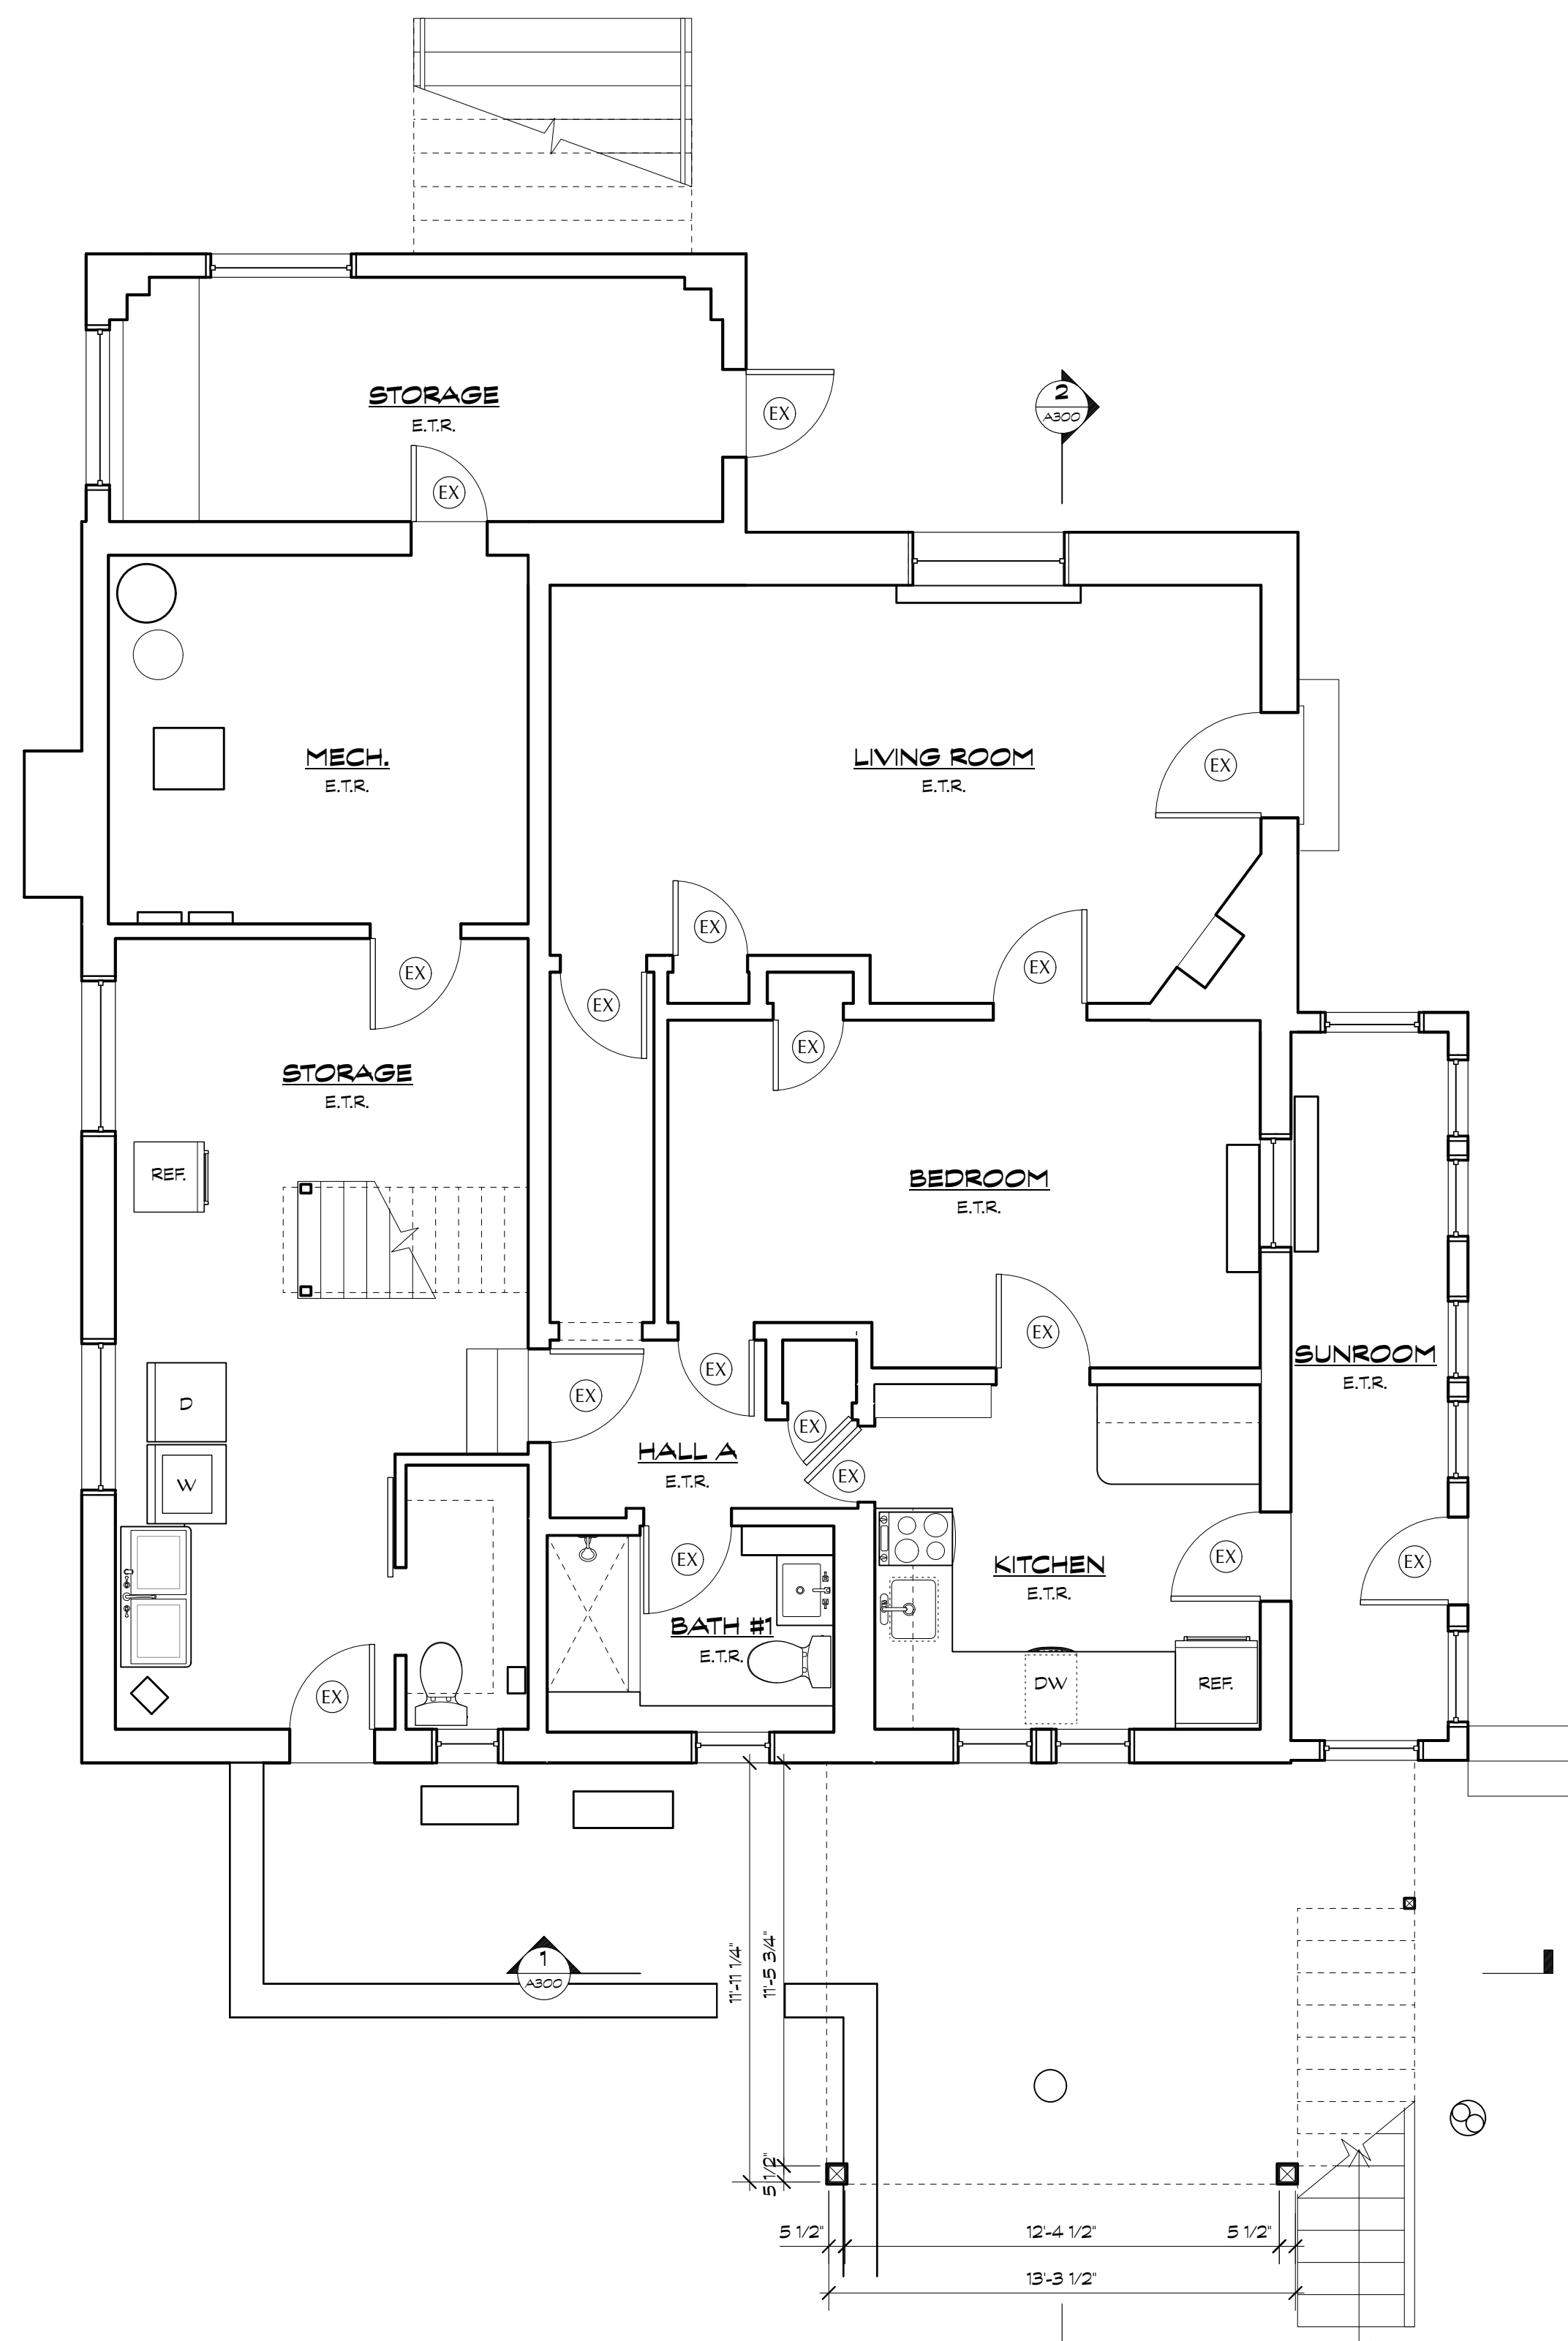 STORAGE
E.T.R.
EX
EX
2
A300
MECH.
E.T.R.
LIVING ROOM
E.T.R.
EX
EX
EX
EX
EX
EX
STORAGE
E.T.R.
REF.
BEDROOM
E.T.R.
EX
SUNROOM
E.T.R.
EX
EX
D
EX
HALL A
E.T.R.
EX
W
EX
KITCHEN
E.T.R.
EX
EX
BATH #1
E.T.R.
EX
DW
REF.
1
A300
11'-11 1/4"
11'-5 3/4"
5 1/2"
5 1/2"
12'-4 1/2"
5 1/2"
13'-3 1/2"